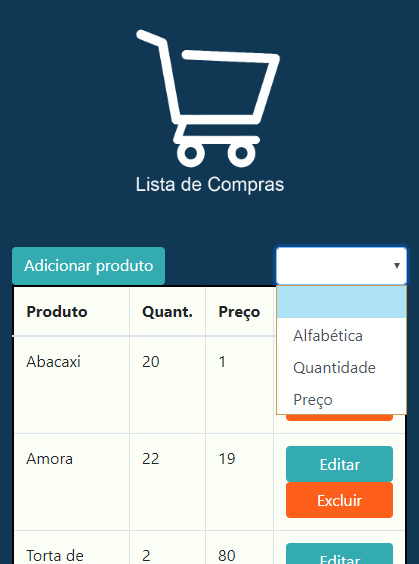 Lista de Compras
Adicionar produto
Produto Quant. Preço
Alfabética
Quantidade
Preço
Abacaxi 20 1
Amora 22 19 Editar
Excluir
Torta de 2 80 Editar